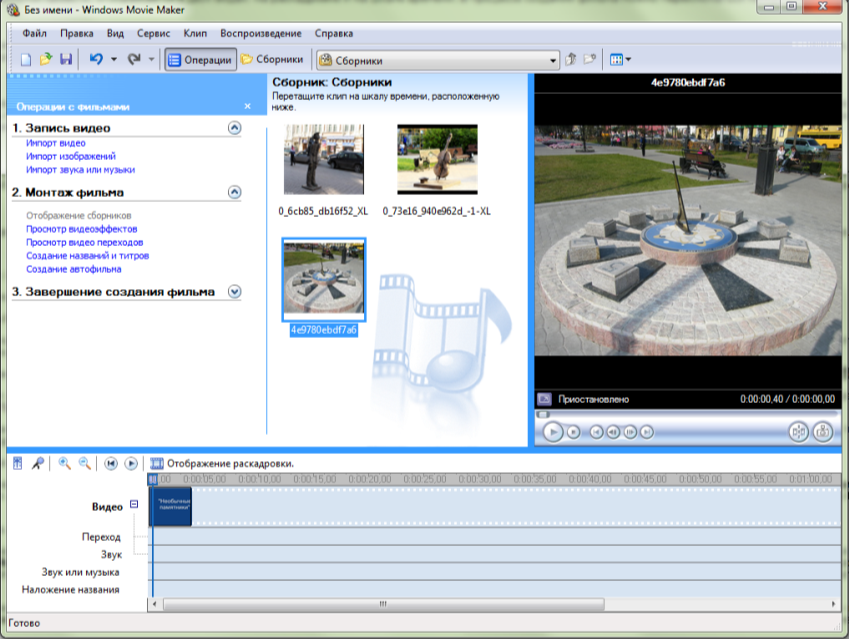 Без имени - Windows Movie Maker
Файл Правка Вид Сервис Клип Воспроизведение Справка
Операции Сборники Сборники
Операции с фильмами
1. Запись видео
Импорт видео
Импорт изображений
Импорт звука или музыки
2. Монтаж фильма
Отображение сборников
Просмотр видеоэффектов
Просмотр видео переходов
Создание названий и титров
Создание автофильма
3. Завершение создания фильма
Сборник: Сборники
Перетащите клип на шкалу времени, расположенную
ниже.
0_6cb85_db16f52_XL 0_73e16_940e962d_-1-XL
4e9780ebdf7a6
4e9780ebdf7a6
Приостановлено 0:00:00,40 / 0:00:00,00
Отображение раскадровки.
0:00:05,00 0:00:10,00 0:00:15,00 0:00:20,00 0:00:25,00 0:00:30,00 0:00:35,00 0:00:40,00 0:00:45,00 0:00:50,00 0:00:55,00 0:01:00,00
Видео
"Необычные
памятники"
Переход
Звук
Звук или музыка
Наложение названия
Готово